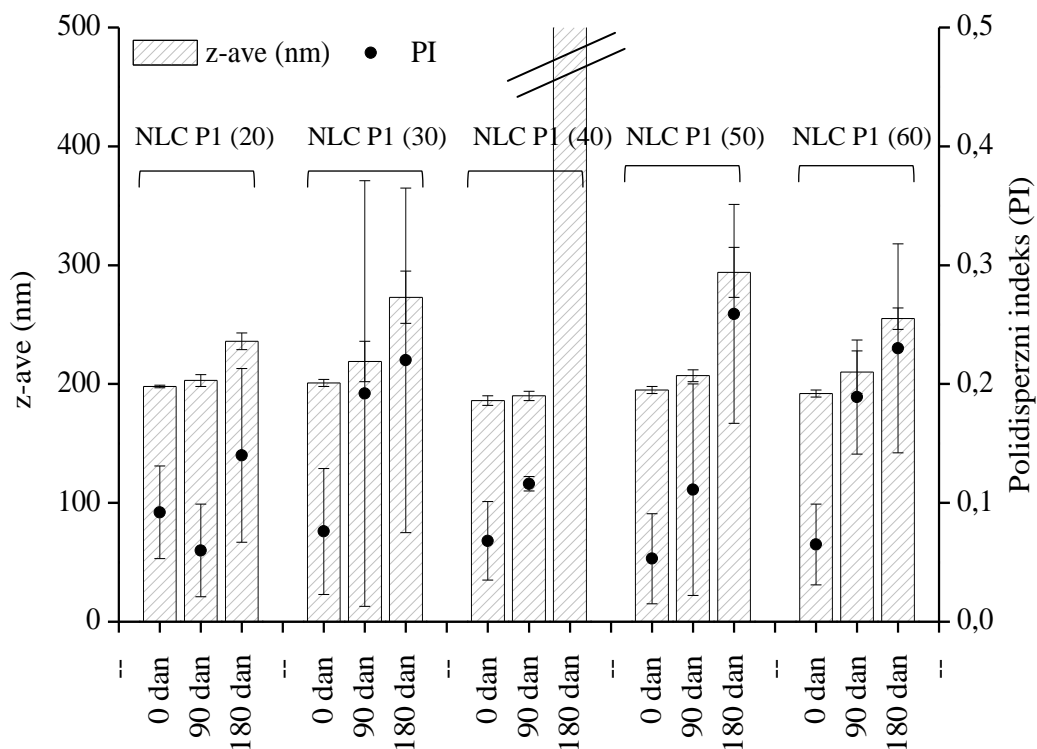 500
400
300
200
100
0
z-ave (nm)
z-ave (nm) PI
NLC P1 (20) NLC P1 (30) NLC P1 (40) NLC P1 (50) NLC P1 (60)
0,5
0,4
0,3
0,2
0,1
0,0
Polidisperzni indeks (PI)
--
0 dan
90 dan
180 dan
--
0 dan
90 dan
180 dan
--
0 dan
90 dan
180 dan
--
0 dan
90 dan
180 dan
--
0 dan
90 dan
180 dan
--